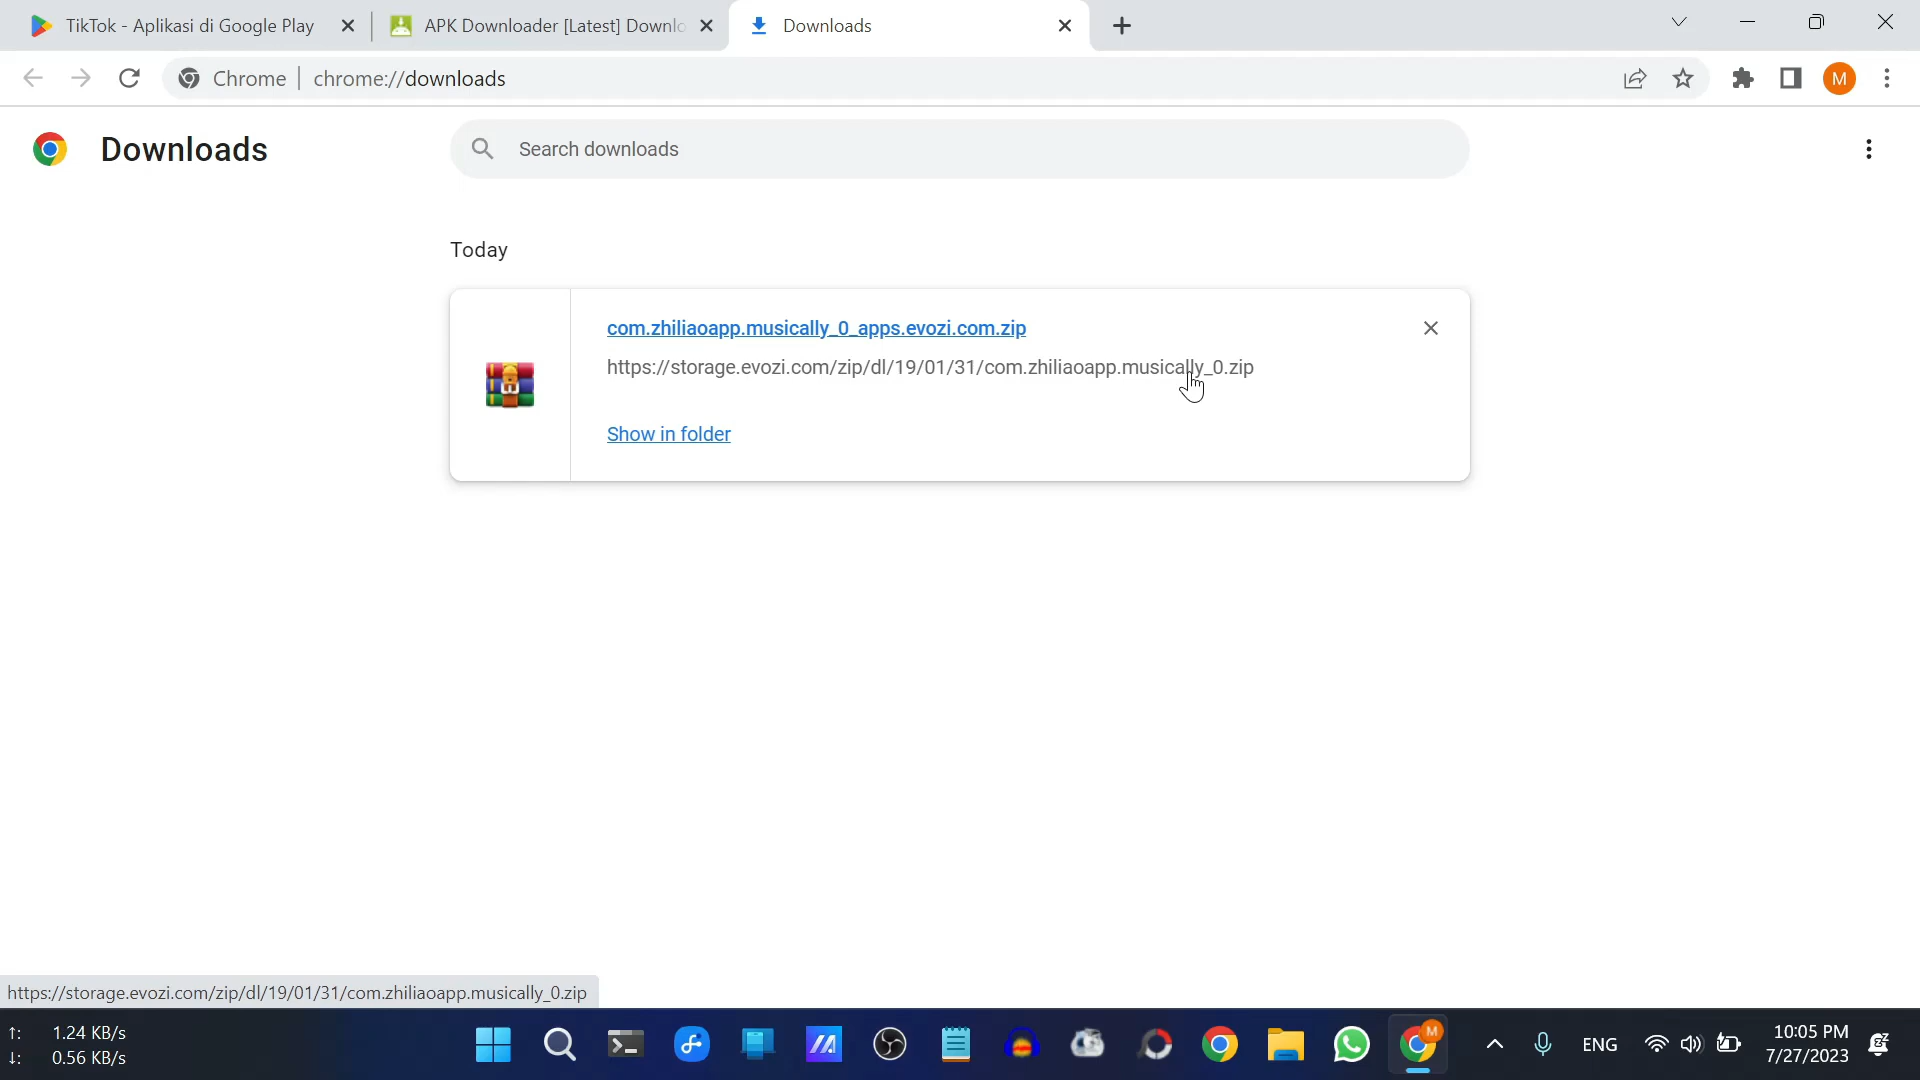 TikTok - Aplikasi di Google Play
APK Downloader [Latest] Downlo
Downloads
Chrome
chrome://downloads
M
Downloads
Search downloads
Today
com.zhiliaoapp.musically_0_apps.evozi.com.zip
https://storage.evozi.com/zip/dl/19/01/31/com.zhiliaoapp.musically_0.zip
Show in folder
https://storage.evozi.com/zip/dl/19/01/31/com.zhiliaoapp.musically_0.zip
↑: 1.24 KB/s
↓: 0.56 KB/s
M
ENG
10:05 PM
7/27/2023